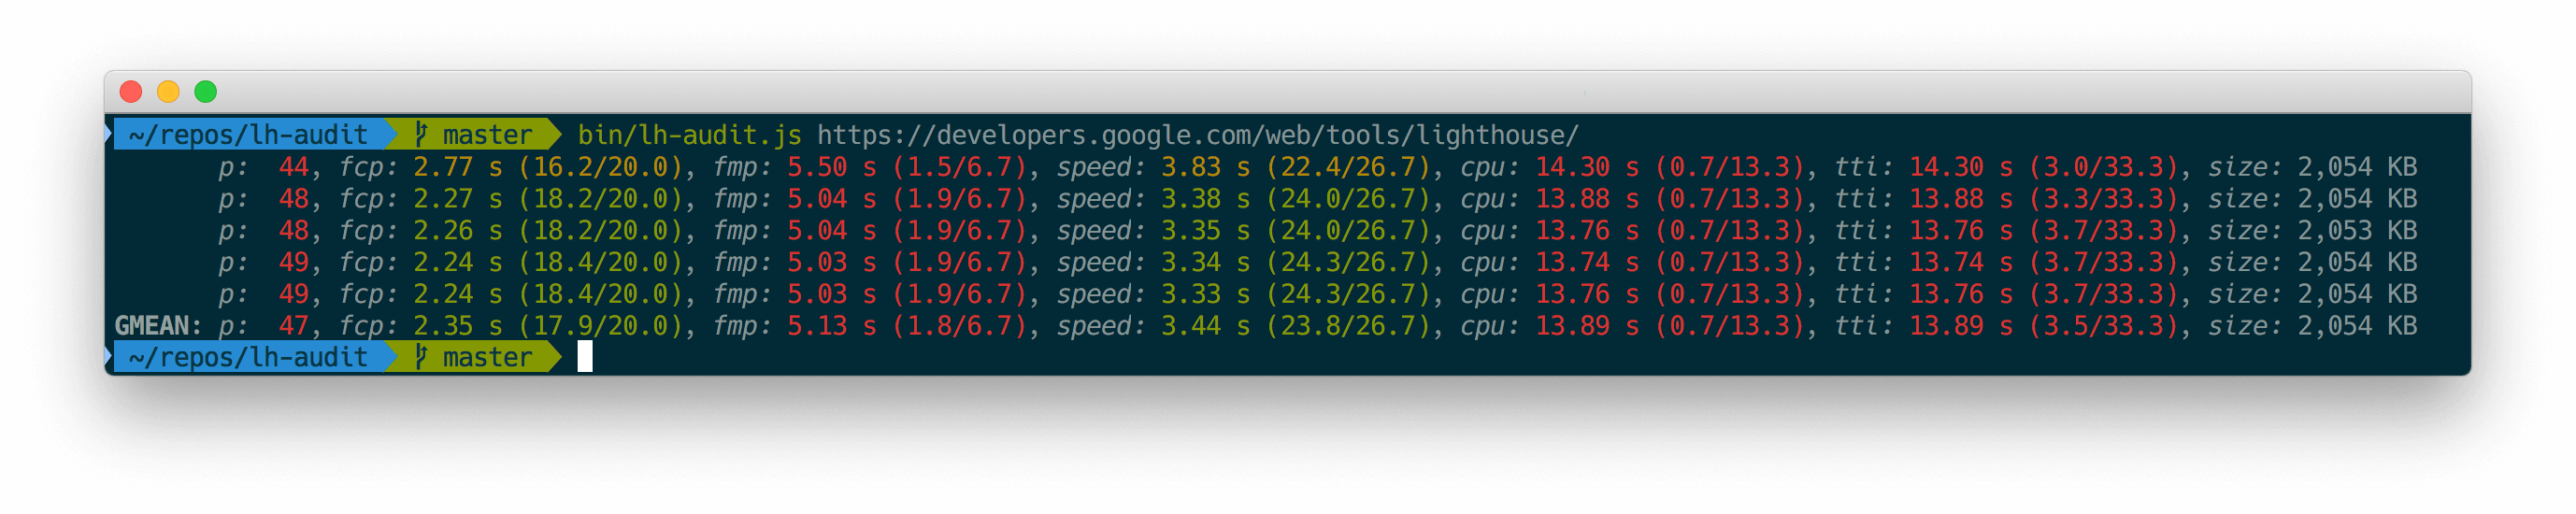 ~/repos/lh-audit master bin/lh-audit.js https://developers.google.com/web/tools/lighthouse/
p: 44, fcp: 2.77 s (16.2/20.0), fmp: 5.50 s (1.5/6.7), speed: 3.83 s (22.4/26.7), cpu: 14.30 s (0.7/13.3), tti: 14.30 s (3.0/33.3), size: 2,054 KB
p: 48, fcp: 2.27 s (18.2/20.0), fmp: 5.04 s (1.9/6.7), speed: 3.38 s (24.0/26.7), cpu: 13.88 s (0.7/13.3), tti: 13.88 s (3.3/33.3), size: 2,054 KB
p: 48, fcp: 2.26 s (18.2/20.0), fmp: 5.04 s (1.9/6.7), speed: 3.35 s (24.0/26.7), cpu: 13.76 s (0.7/13.3), tti: 13.76 s (3.7/33.3), size: 2,053 KB
p: 49, fcp: 2.24 s (18.4/20.0), fmp: 5.03 s (1.9/6.7), speed: 3.34 s (24.3/26.7), cpu: 13.74 s (0.7/13.3), tti: 13.74 s (3.7/33.3), size: 2,054 KB
p: 49, fcp: 2.24 s (18.4/20.0), fmp: 5.03 s (1.9/6.7), speed: 3.33 s (24.3/26.7), cpu: 13.76 s (0.7/13.3), tti: 13.76 s (3.7/33.3), size: 2,054 KB
GMEAN: p: 47, fcp: 2.35 s (17.9/20.0), fmp: 5.13 s (1.8/6.7), speed: 3.44 s (23.8/26.7), cpu: 13.89 s (0.7/13.3), tti: 13.89 s (3.5/33.3), size: 2,054 KB
~/repos/lh-audit master